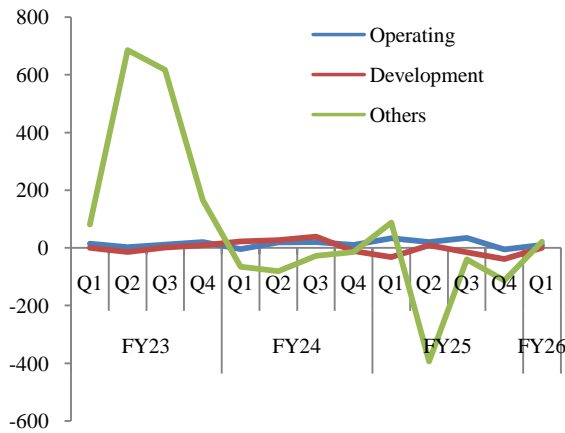 800
600
400
200
0
-200
-400
-600
Operating
Development
Others
Q1 Q2 Q3 Q4 Q1 Q2 Q3 Q4 Q1 Q2 Q3 Q4 Q1
FY23 FY24 FY25 FY26